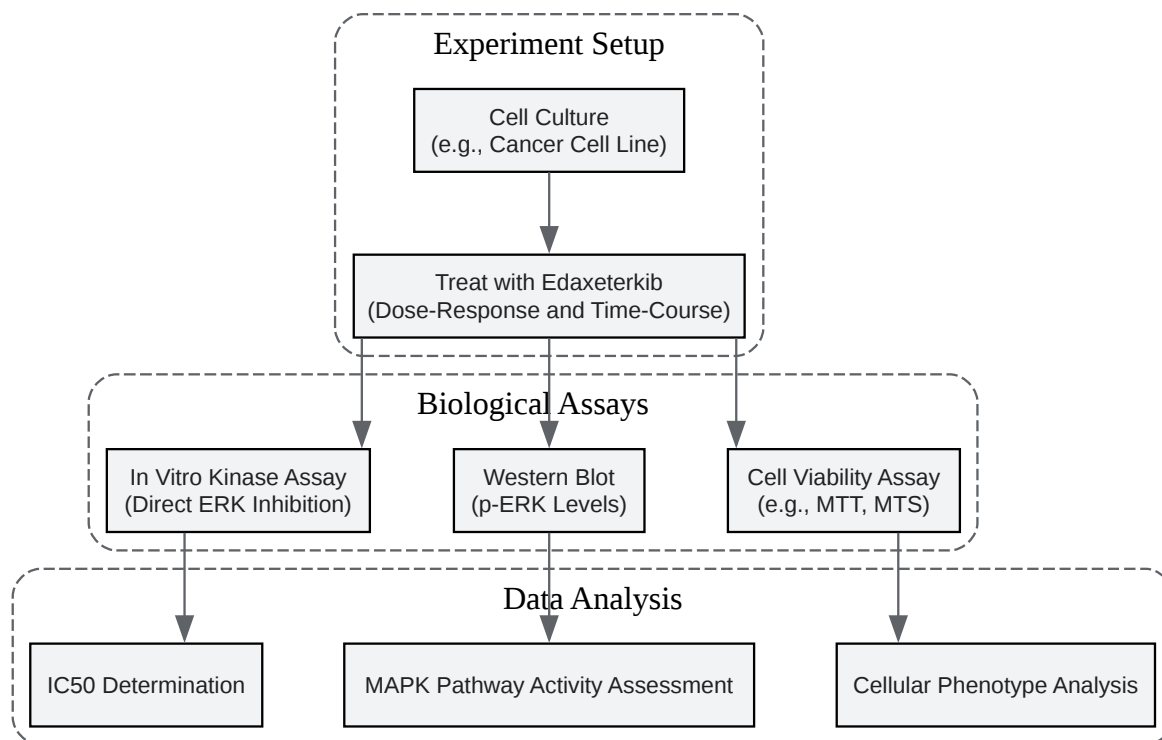 Experiment Setup
Cell Culture
(e.g., Cancer Cell Line)
Treat with Edaxeterkib
(Dose-Response and Time-Course)
Biological Assays
In Vitro Kinase Assay
(Direct ERK Inhibition)
Western Blot
(p-ERK Levels)
Cell Viability Assay
(e.g., MTT, MTS)
Data Analysis
IC50 Determination
MAPK Pathway Activity Assessment
Cellular Phenotype Analysis